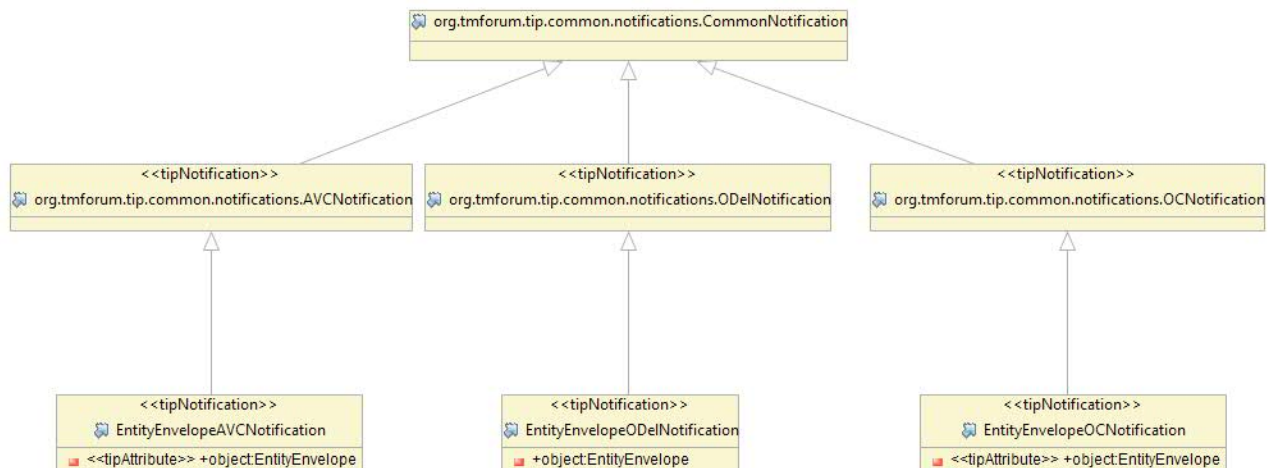 org.tmforum.tip.common.notifications.CommonNotification
<<tipNotification>>
org.tmforum.tip.common.notifications.AVCNotification
<<tipNotification>>
org.tmforum.tip.common.notifications.ODelNotification
<<tipNotification>>
org.tmforum.tip.common.notifications.OCNotification
<<tipNotification>>
EntityEnvelopeAVCNotification
<<tipAttribute>> +object:EntityEnvelope
<<tipNotification>>
EntityEnvelopeODelNotification
+object:EntityEnvelope
<<tipNotification>>
EntityEnvelopeOCNotification
<<tipAttribute>> +object:EntityEnvelope